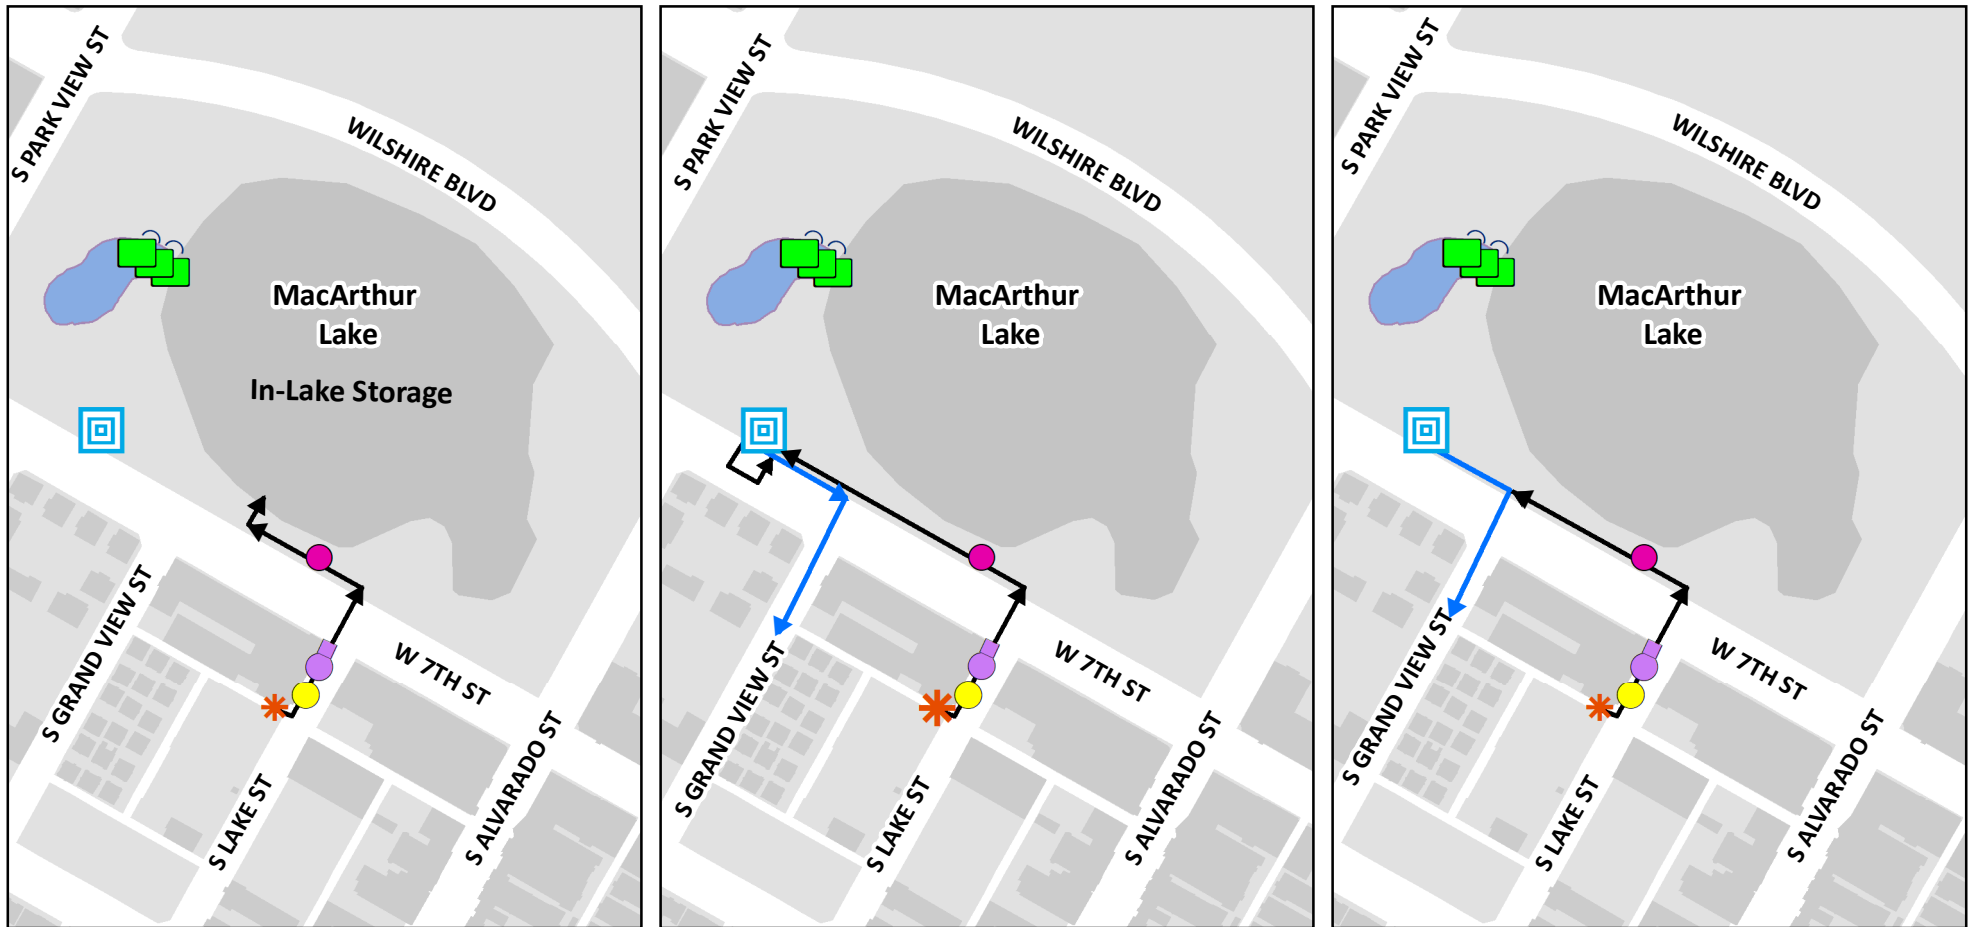 S PARK VIEW ST
WILSHIRE BLVD
MacArthur
Lake
In-Lake Storage
S GRAND VIEW ST
W 7TH ST
S LAKE ST
S ALVARADO ST
S PARK VIEW ST
WILSHIRE BLVD
MacArthur
Lake
S GRAND VIEW ST
W 7TH ST
S LAKE ST
S ALVARADO ST
S PARK VIEW ST
WILSHIRE BLVD
MacArthur
Lake
S GRAND VIEW ST
W 7TH ST
S LAKE ST
S ALVARADO ST